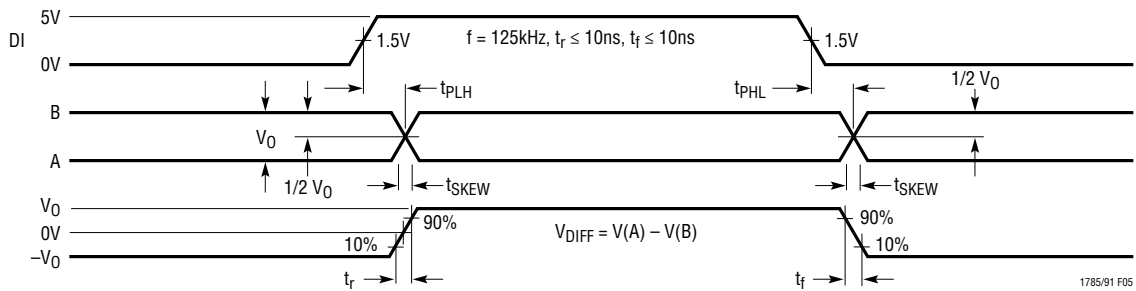 5V
DI
0V
1.5V
f = 125kHz, tr ≤ 10ns, tf ≤ 10ns
1.5V
tPLH
tPHL
1/2 VO
B
VO
A
1/2 VO
tSKEW
tSKEW
VO
0V
–VO
90%
10%
VDIFF = V(A) – V(B)
90%
10%
tr
tf
1785/91 F05